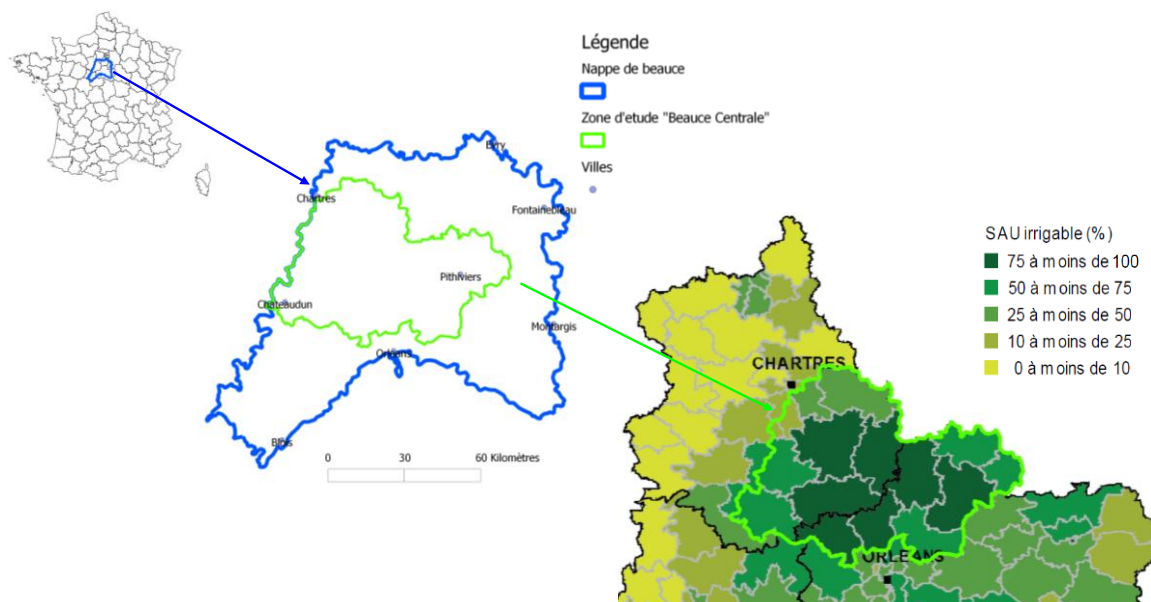 Légende
Nappe de beauce
Zone d'etude "Beauce Centrale"
Villes
Evry
Chartres
Fontainebleau
Pithiviers
Chateaudun
Montargis
Orléans
Blois
0 30 60 Kilomètres
SAU irrigable (%)
75 à moins de 100
50 à moins de 75
25 à moins de 50
10 à moins de 25
0 à moins de 10
CHARTRES
ORLEANS